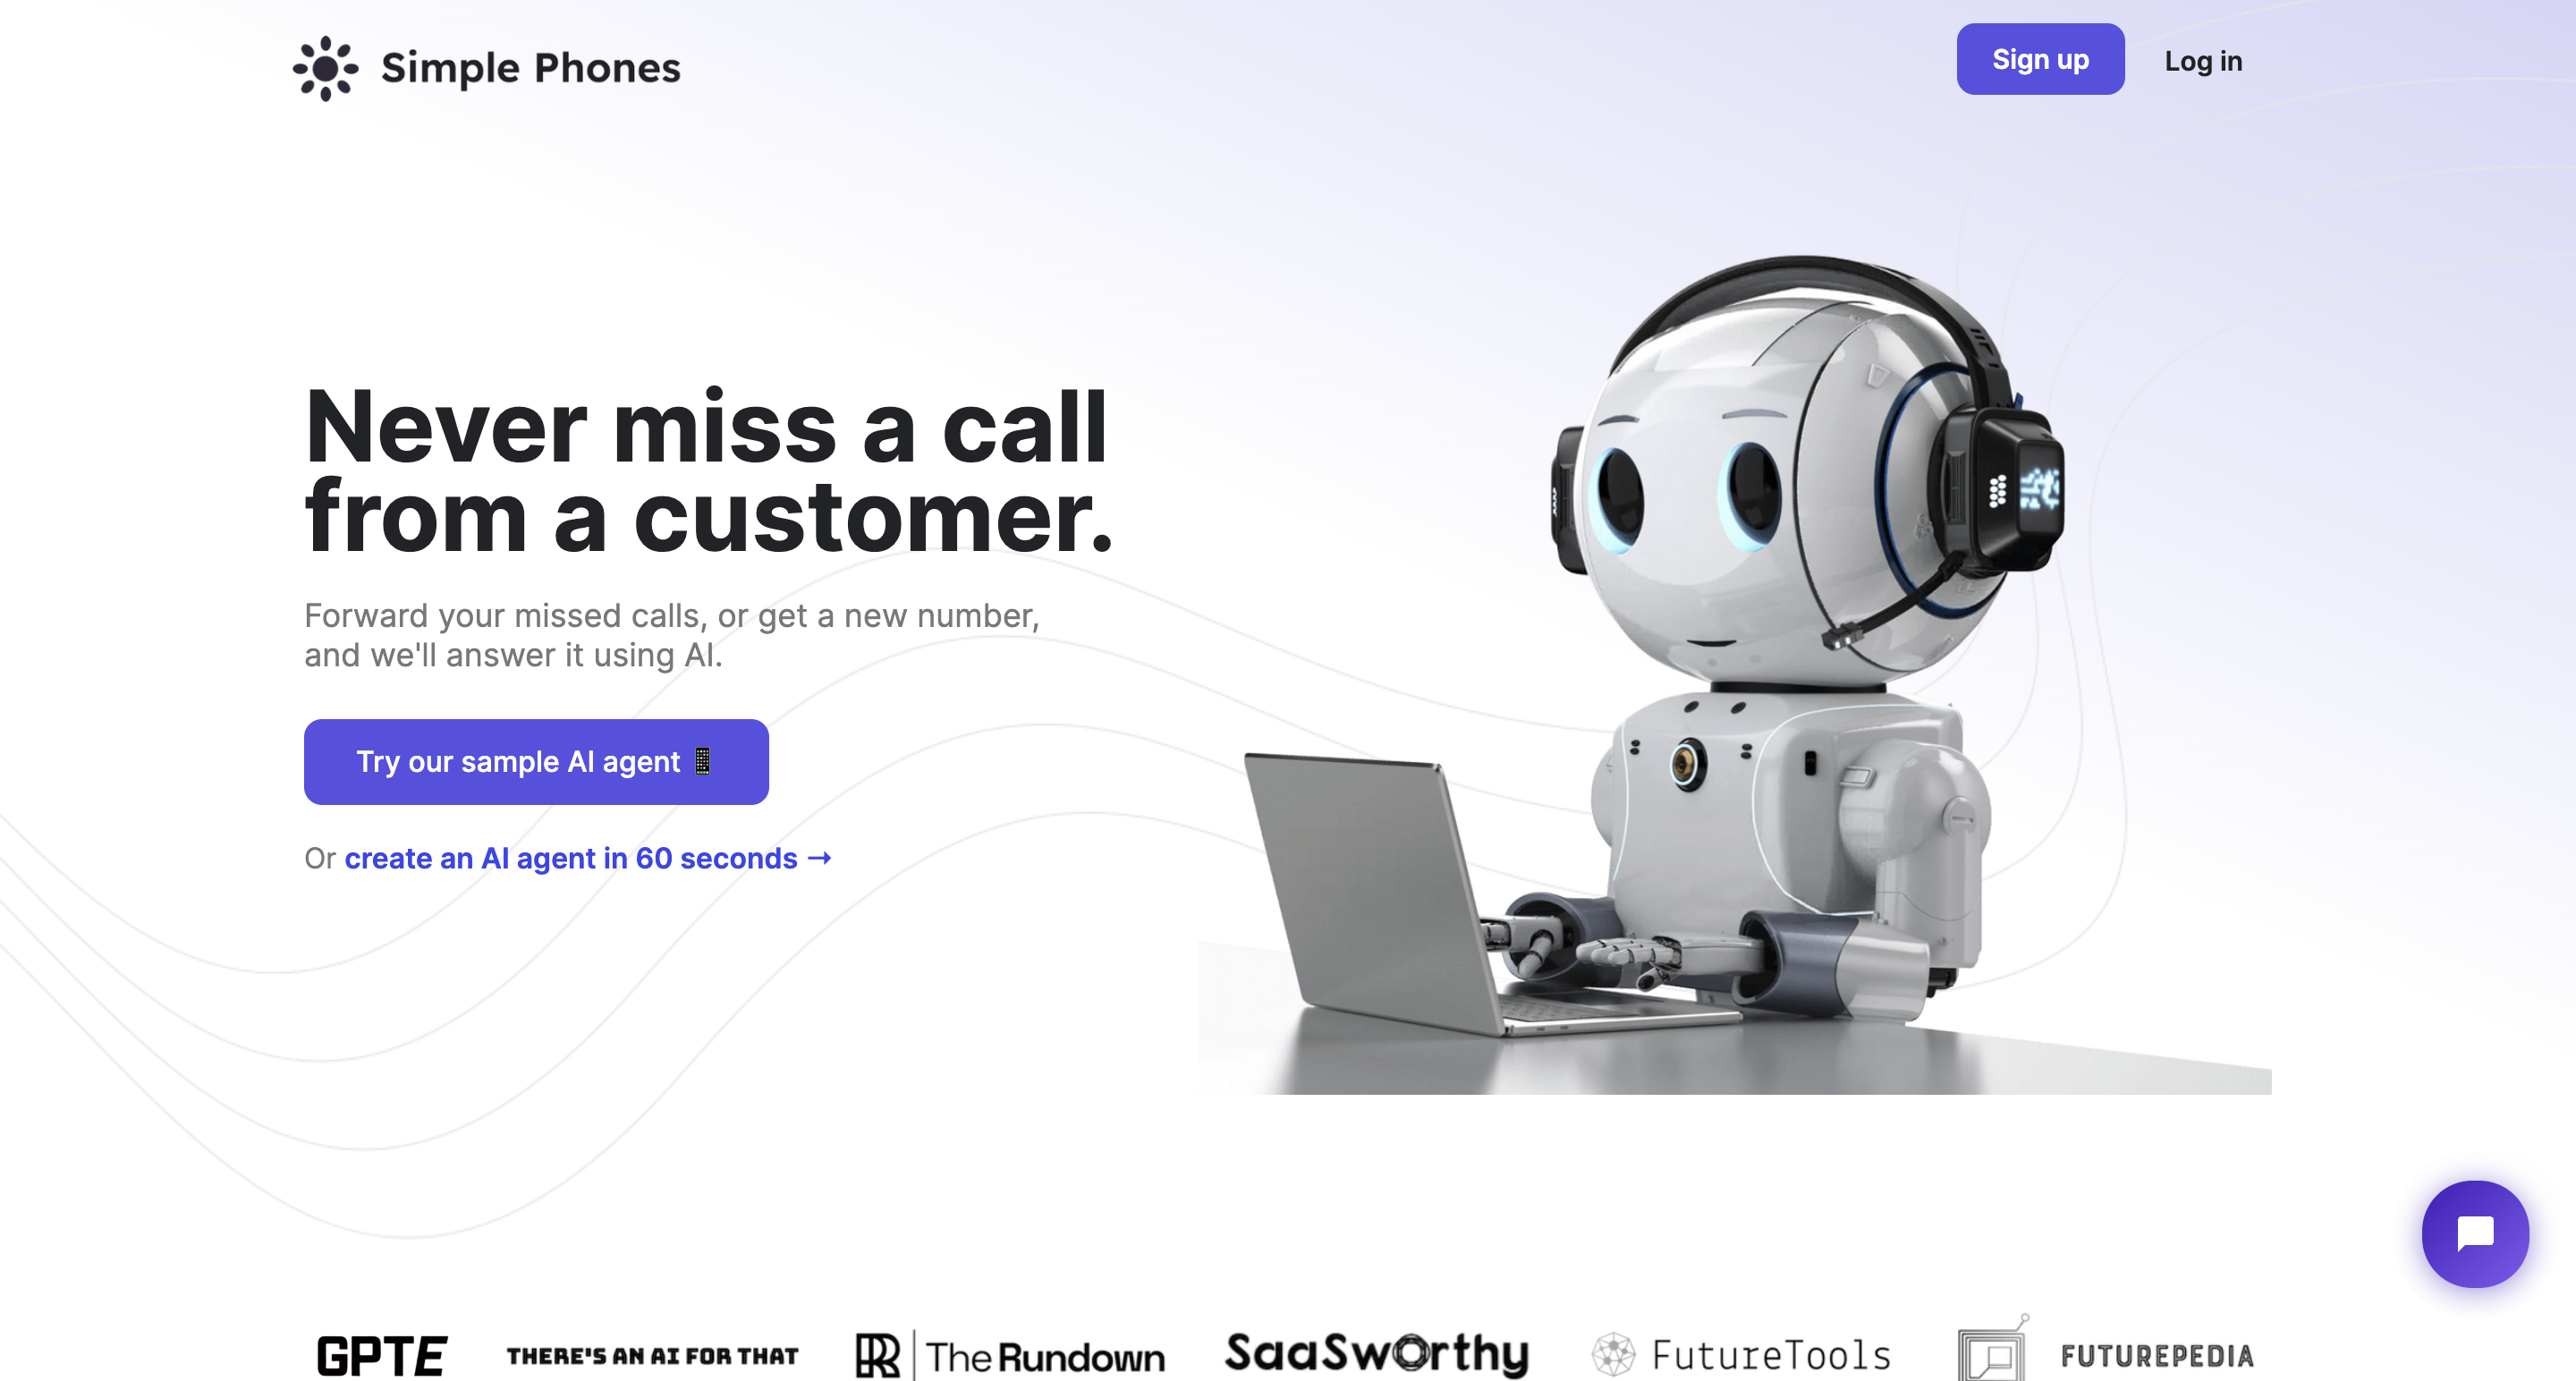 Simple Phones
Sign up
Log in
Never miss a call
from a customer.
Forward your missed calls, or get a new number,
and we'll answer it using AI.
Try our sample AI agent 📱
Or create an AI agent in 60 seconds →
GPTE
THERE'S AN AI FOR THAT
The Rundown
SaaSworthy
FutureTools
FUTUREPEDIA